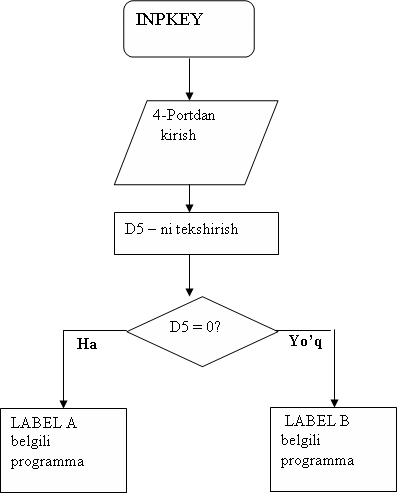 INPKEY
4-Portdan
kirish
D5 – ni tekshirish
D5 = 0?
Ha
Yo’q
LABEL A
belgili
programma
LABEL B
belgili
programma